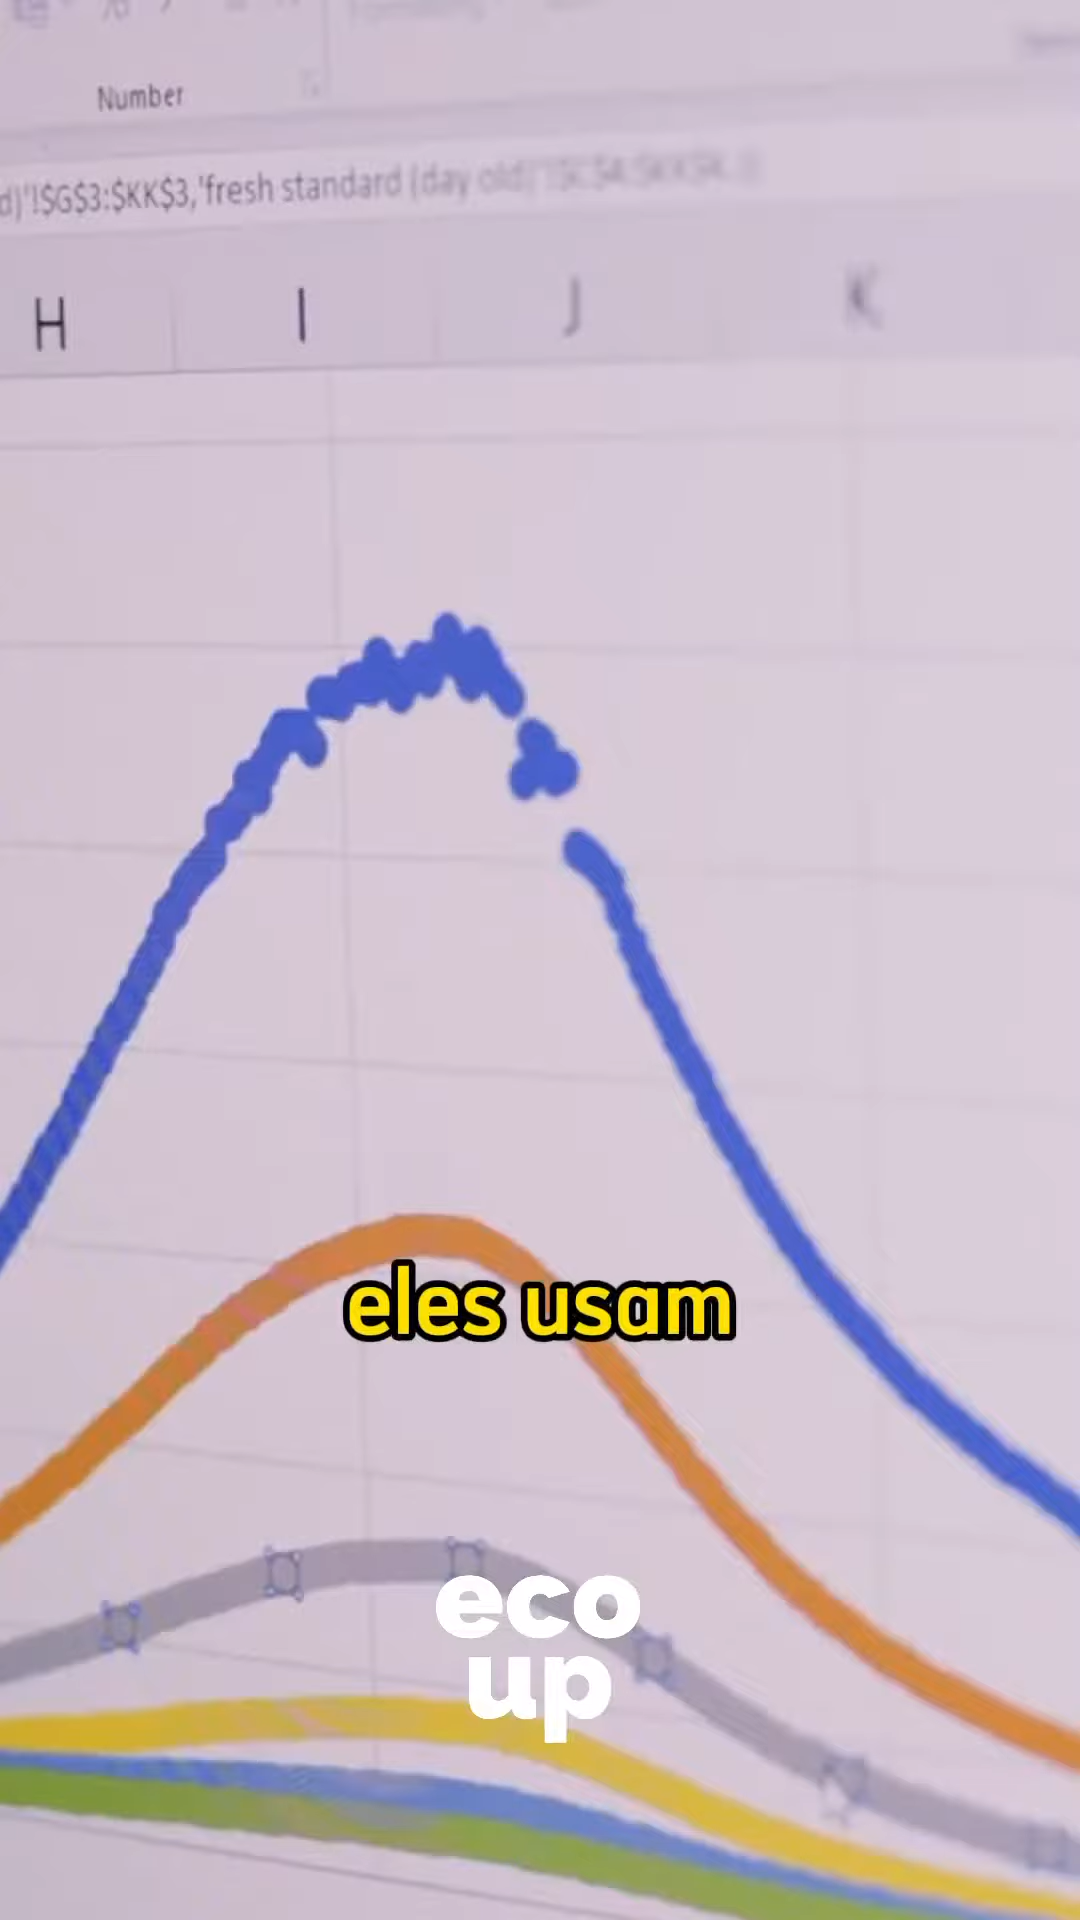 Number
d)'!$G$3:$KK$3,'fresh standard (day old)'
H I J K
eles usam
eco
up